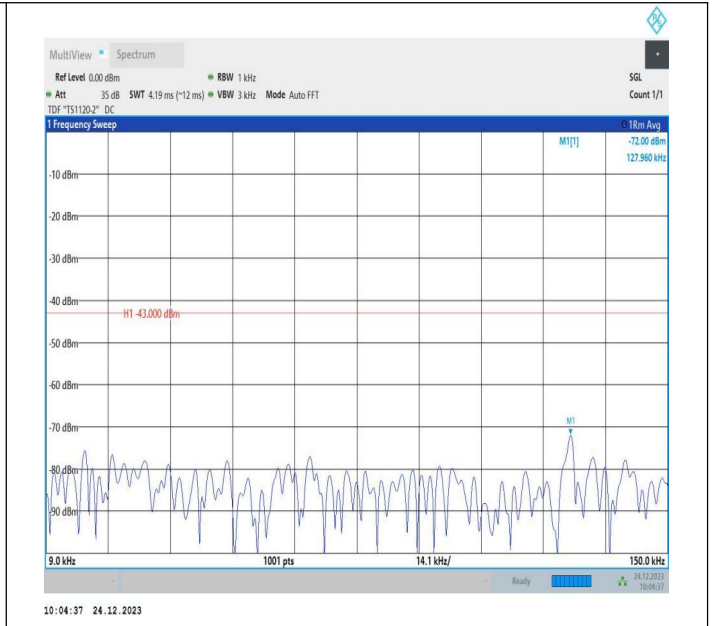 MultiView Spectrum
Ref Level 0.00 dBm RBW 1 kHz SGL
Att 35 dB SWT 4.19 ms (~12 ms) VBW 3 kHz Mode Auto FFT Count 1/1
TDF "TS1120-2" DC
1 Frequency Sweep 1Rm Avg
M1[1] -72.00 dBm
127.960 kHz
-10 dBm
-20 dBm
-30 dBm
-40 dBm
H1 -43.000 dBm
-50 dBm
-60 dBm
-70 dBm
M1
-80 dBm
-90 dBm
9.0 kHz 1001 pts 14.1 kHz/ 150.0 kHz
Ready 24.12.2023
10:04:37
10:04:37 24.12.2023